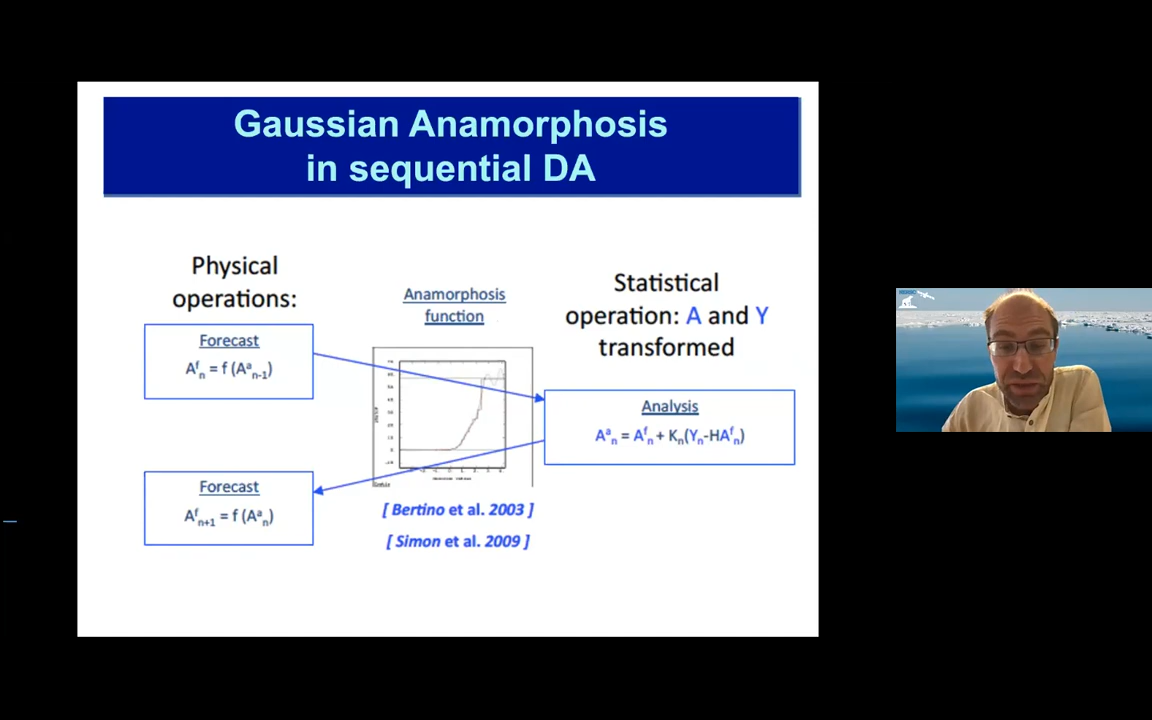 Gaussian Anamorphosis
in sequential DA
Physical
operations:
Forecast
Aᶠₙ = f (Aᵃₙ₋₁)
Forecast
Aᶠₙ₊₁ = f (Aᵃₙ)
Anamorphosis
function
[ Bertino et al. 2003 ]
[ Simon et al. 2009 ]
Statistical
operation: A and Y
transformed
Analysis
Aᵃₙ = Aᶠₙ + Kₙ(Yₙ-HAᶠₙ)